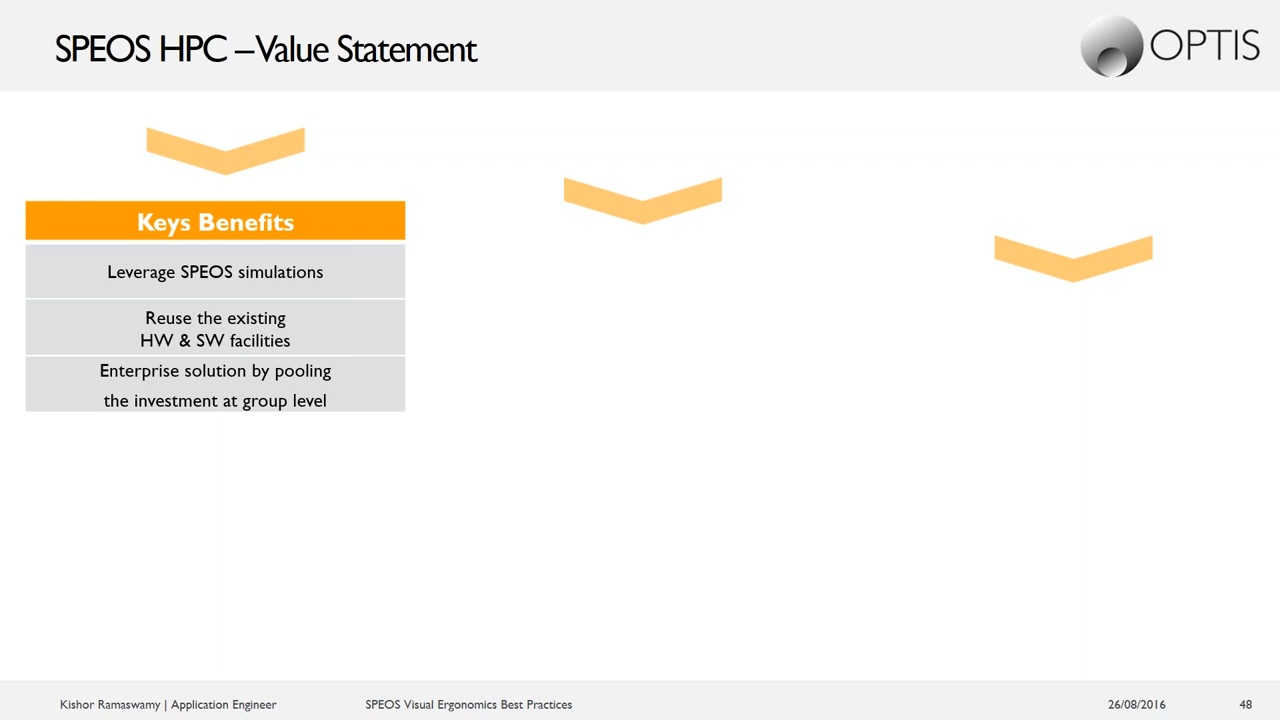 SPEOS HPC – Value Statement
OPTIS
Keys Benefits
Leverage SPEOS simulations
Reuse the existing
HW & SW facilities
Enterprise solution by pooling
the investment at group level
Kishor Ramaswamy | Application Engineer
SPEOS Visual Ergonomics Best Practices
26/08/2016
48